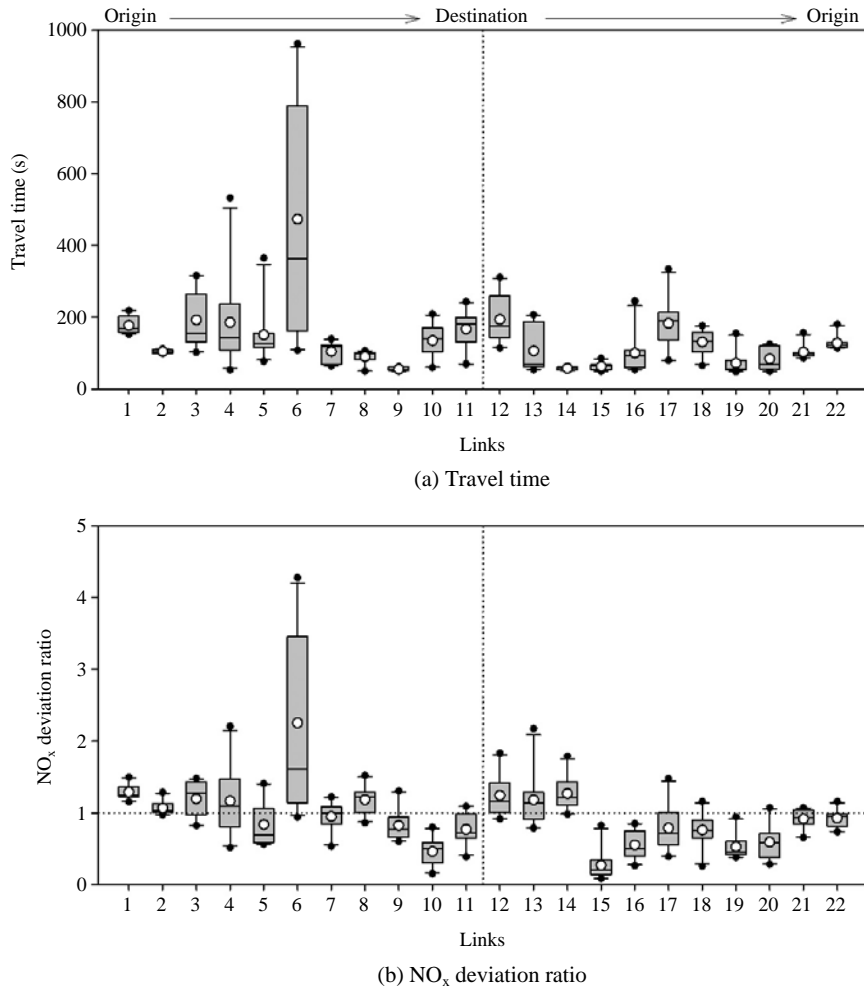 Origin Destination Origin
1000
800
600
400
200
0
Travel time (s)
1 2 3 4 5 6 7 8 9 10 11 12 13 14 15 16 17 18 19 20 21 22
Links
(a) Travel time
5
4
3
2
1
0
NOx deviation ratio
1 2 3 4 5 6 7 8 9 10 11 12 13 14 15 16 17 18 19 20 21 22
Links
(b) NOx deviation ratio